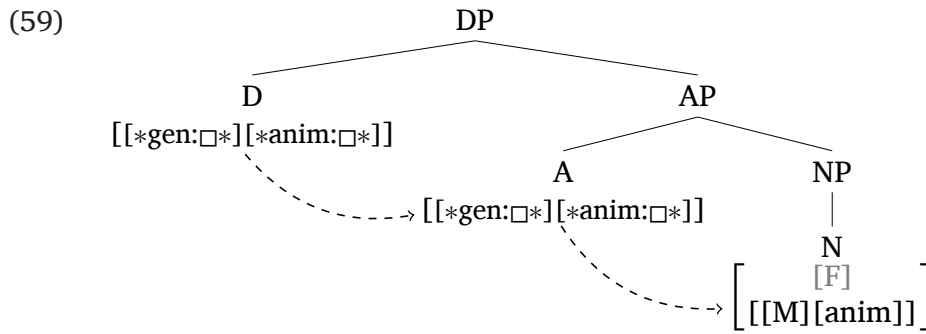 (59)
DP
D
AP
[[∗gen:□∗][∗anim:□∗]]
A
NP
[[∗gen:□∗][∗anim:□∗]]
N
[F]
[[M][anim]]